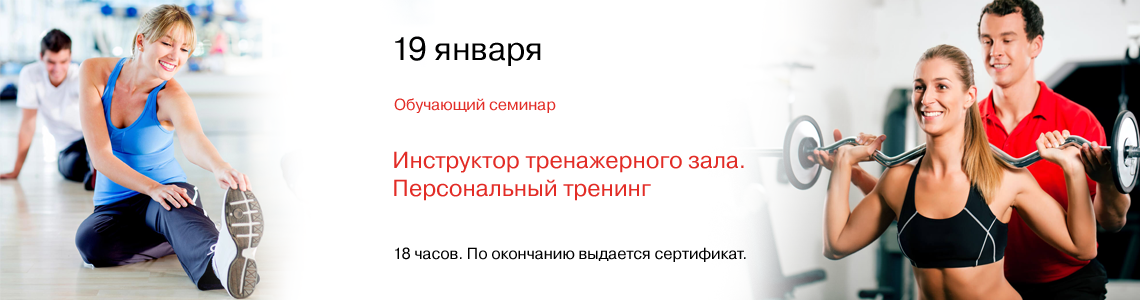 19 января
Обучающий семинар
Инструктор тренажерного зала.
Персональный тренинг
18 часов. По окончанию выдается сертификат.